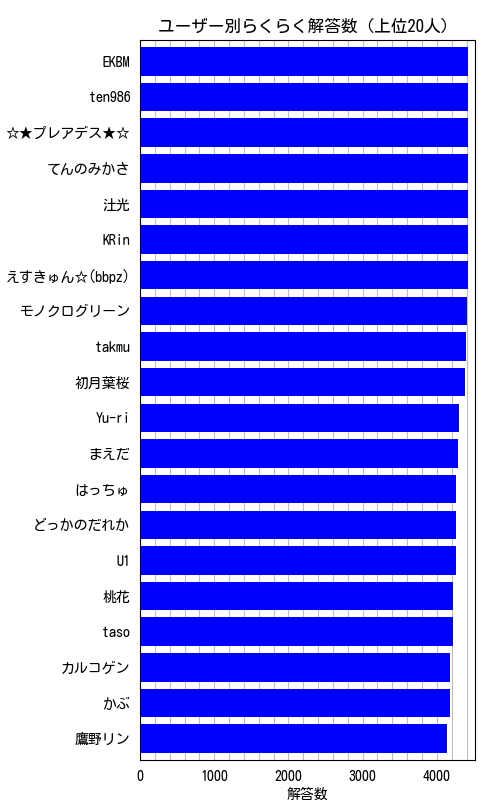 ユーザー別らくらく解答数（上位20人）
EKBM
ten986
☆★プレアデス★☆
てんのみかさ
汢光
KRin
えすきゅん☆(bbpz)
モノクログリーン
takmu
初月葉桜
Yu-ri
まえだ
はっちゅ
どっかのだれか
U1
桃花
taso
カルコゲン
かぶ
鷹野リン
0 1000 2000 3000 4000
解答数